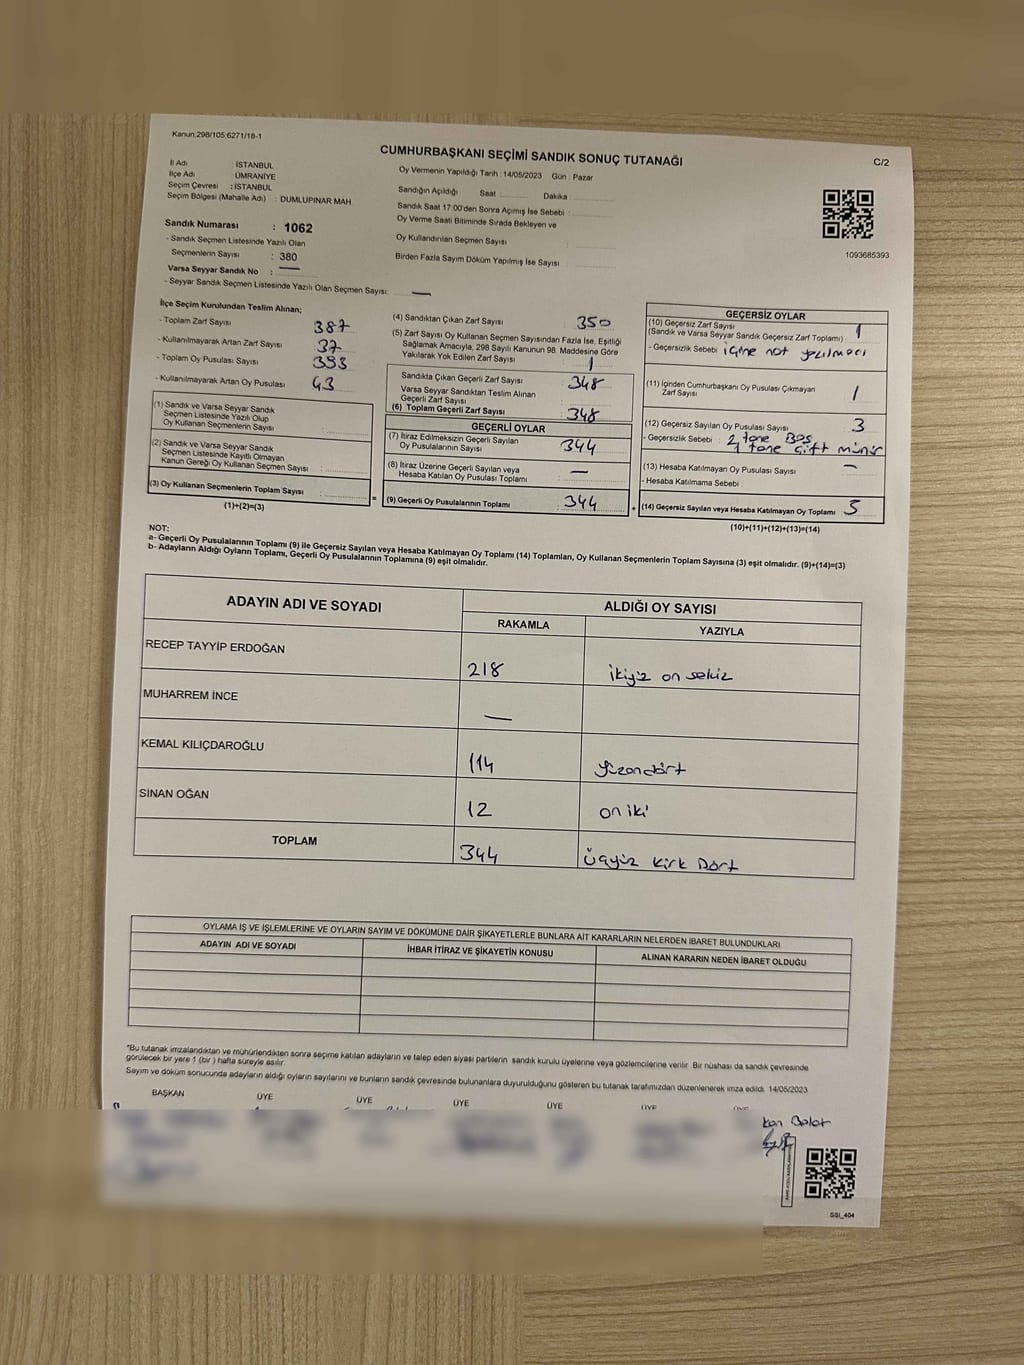 Kanun:298/105,6271/18-1
CUMHURBAŞKANI SEÇİMİ SANDIK SONUÇ TUTANAĞI
C/2
İl Adı : İSTANBUL
İlçe Adı : ÜMRANİYE
Seçim Çevresi : İSTANBUL
Seçim Bölgesi (Mahalle Adı) : DUMLUPINAR MAH
Sandık Numarası : 1062
- Sandık Seçmen Listesinde Yazılı Olan
Seçmenlerin Sayısı : 380
Varsa Seyyar Sandık No : —
- Seyyar Sandık Seçmen Listesinde Yazılı Olan Seçmen Sayısı: —
Oy Vermenin Yapıldığı Tarih : 14/05/2023 Gün : Pazar
Sandığın Açıldığı Saat : Dakika :
Sandık Saat 17:00'den Sonra Açımış İse Sebebi :
Oy Verme Saati Bitiminde Sırada Bekleyen ve
Oy Kullandırılan Seçmen Sayısı :
Birden Fazla Sayım Döküm Yapılmış İse Sayısı :
1093685393
İlçe Seçim Kurulundan Teslim Alınan;
- Toplam Zarf Sayısı : 387
- Kullanılmayarak Artan Zarf Sayısı : 37
- Toplam Oy Pusulası Sayısı : 393
- Kullanılmayarak Artan Oy Pusulası : 43
(1) Sandık ve Varsa Seyyar Sandık
Seçmen Listesinde Yazılı Olup
Oy Kullanan Seçmenlerin Sayısı :
(2) Sandık ve Varsa Seyyar Sandık
Seçmen Listesinde Kayıtlı Olmayan
Kanun Gereği Oy Kullanan Seçmen Sayısı :
(3) Oy Kullanan Seçmenlerin Toplam Sayısı :
(1)+(2)=(3)
(4) Sandıktan Çıkan Zarf Sayısı : 350
(5) Zarf Sayısı Oy Kullanan Seçmen Sayısından Fazla İse, Eşitliği
Sağlamak Amacıyla, 298 Sayılı Kanunun 98. Maddesine Göre
Yakılarak Yok Edilen Zarf Sayısı : 1
Sandıkta Çıkan Geçerli Zarf Sayısı : 348
Varsa Seyyar Sandıktan Teslim Alınan
Geçerli Zarf Sayısı :
(6) Toplam Geçerli Zarf Sayısı : 348
GEÇERLİ OYLAR
(7) İtiraz Edilmeksizin Geçerli Sayılan
Oy Pusulalarının Sayısı : 344
(8) İtiraz Üzerine Geçerli Sayılan veya
Hesaba Katılan Oy Pusulası Toplamı : —
= (9) Geçerli Oy Pusulalarının Toplamı : 344
GEÇERSİZ OYLAR
(10) Geçersiz Zarf Sayısı
(Sandık ve Varsa Seyyar Sandık Geçersiz Zarf Toplamı) : 1
- Geçersizlik Sebebi : içine not yazılması
(11) İçinden Cumhurbaşkanı Oy Pusulası Çıkmayan
Zarf Sayısı : 1
(12) Geçersiz Sayılan Oy Pusulası Sayısı : 3
- Geçersizlik Sebebi : 2 tane Boş
1 tane çift mühür
(13) Hesaba Katılmayan Oy Pusulası Sayısı : —
- Hesaba Katılmama Sebebi :
+ (14) Geçersiz Sayılan veya Hesaba Katılmayan Oy Toplamı : 5
(10)+(11)+(12)+(13)=(14)
NOT:
a- Geçerli Oy Pusulalarının Toplamı (9) ile Geçersiz Sayılan veya Hesaba Katılmayan Oy Toplamı (14) Toplamları, Oy Kullanan Seçmenlerin Toplam Sayısına (3) eşit olmalıdır. (9)+(14)=(3)
b- Adayların Aldığı Oyların Toplamı, Geçerli Oy Pusulalarının Toplamına (9) eşit olmalıdır.
ADAYIN ADI VE SOYADI
ALDIĞI OY SAYISI
RAKAMLA YAZIYLA
RECEP TAYYİP ERDOĞAN 218 ikiyüz on sekiz
MUHARREM İNCE —
KEMAL KILIÇDAROĞLU 114 yüzondört
SİNAN OĞAN 12 on iki
TOPLAM 344 üçyüz kırk Dört
OYLAMA İŞ VE İŞLEMLERİNE VE OYLARIN SAYIM VE DÖKÜMÜNE DAİR ŞİKAYETLERLE BUNLARA AİT KARARLARIN NELERDEN İBARET BULUNDUKLARI
ADAYIN ADI VE SOYADI İHBAR İTİRAZ VE ŞİKAYETİN KONUSU ALINAN KARARIN NEDEN İBARET OLDUĞU
*Bu tutanak imzalandıktan ve mühürlendikten sonra seçime katılan adayların ve talep eden siyasi partilerin sandık kurulu üyelerine veya gözlemcilerine verilir. Bir nüshası da sandık çevresinde
görülecek bir yere 1 (bir ) hafta süreyle asılır.
Sayım ve döküm sonucunda adayların aldığı oyların sayılarını ve bunların sandık çevresinde bulunanlara duyurulduğunu gösteren bu tutanak tarafımızdan düzenlenerek imza edildi. 14/05/2023
BAŞKAN ÜYE ÜYE ÜYE ÜYE ÜYE ÜYE
SSI_404